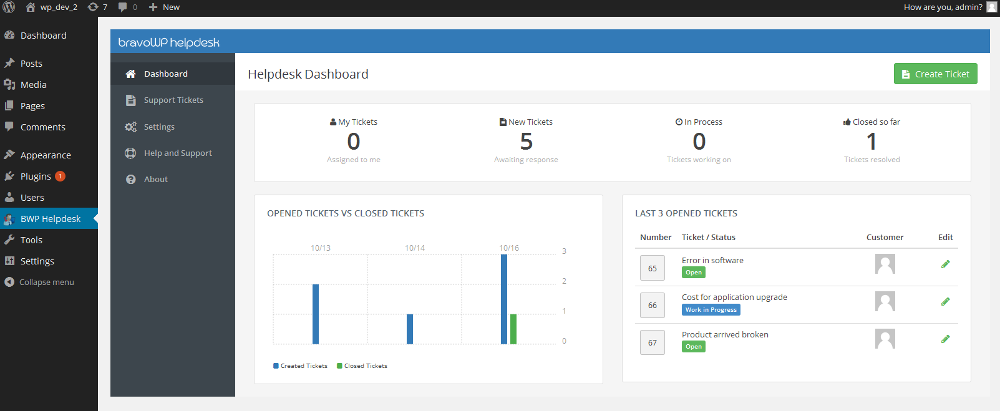 wp_dev_2 7 0 + New How are you, admin?
Dashboard
Posts
Media
Pages
Comments
Appearance
Plugins 1
Users
BWP Helpdesk
Tools
Settings
Collapse menu
bravoWP helpdesk
Dashboard
Support Tickets
Settings
Help and Support
About
Helpdesk Dashboard
Create Ticket
My Tickets
0
Assigned to me
New Tickets
5
Awaiting response
In Process
0
Tickets working on
Closed so far
1
Tickets resolved
OPENED TICKETS VS CLOSED TICKETS
10/13 10/14 10/16
3
2
1
0
Created Tickets Closed Tickets
LAST 3 OPENED TICKETS
Number Ticket / Status Customer Edit
65 Error in software
Open
66 Cost for application upgrade
Work in Progress
67 Product arrived broken
Open